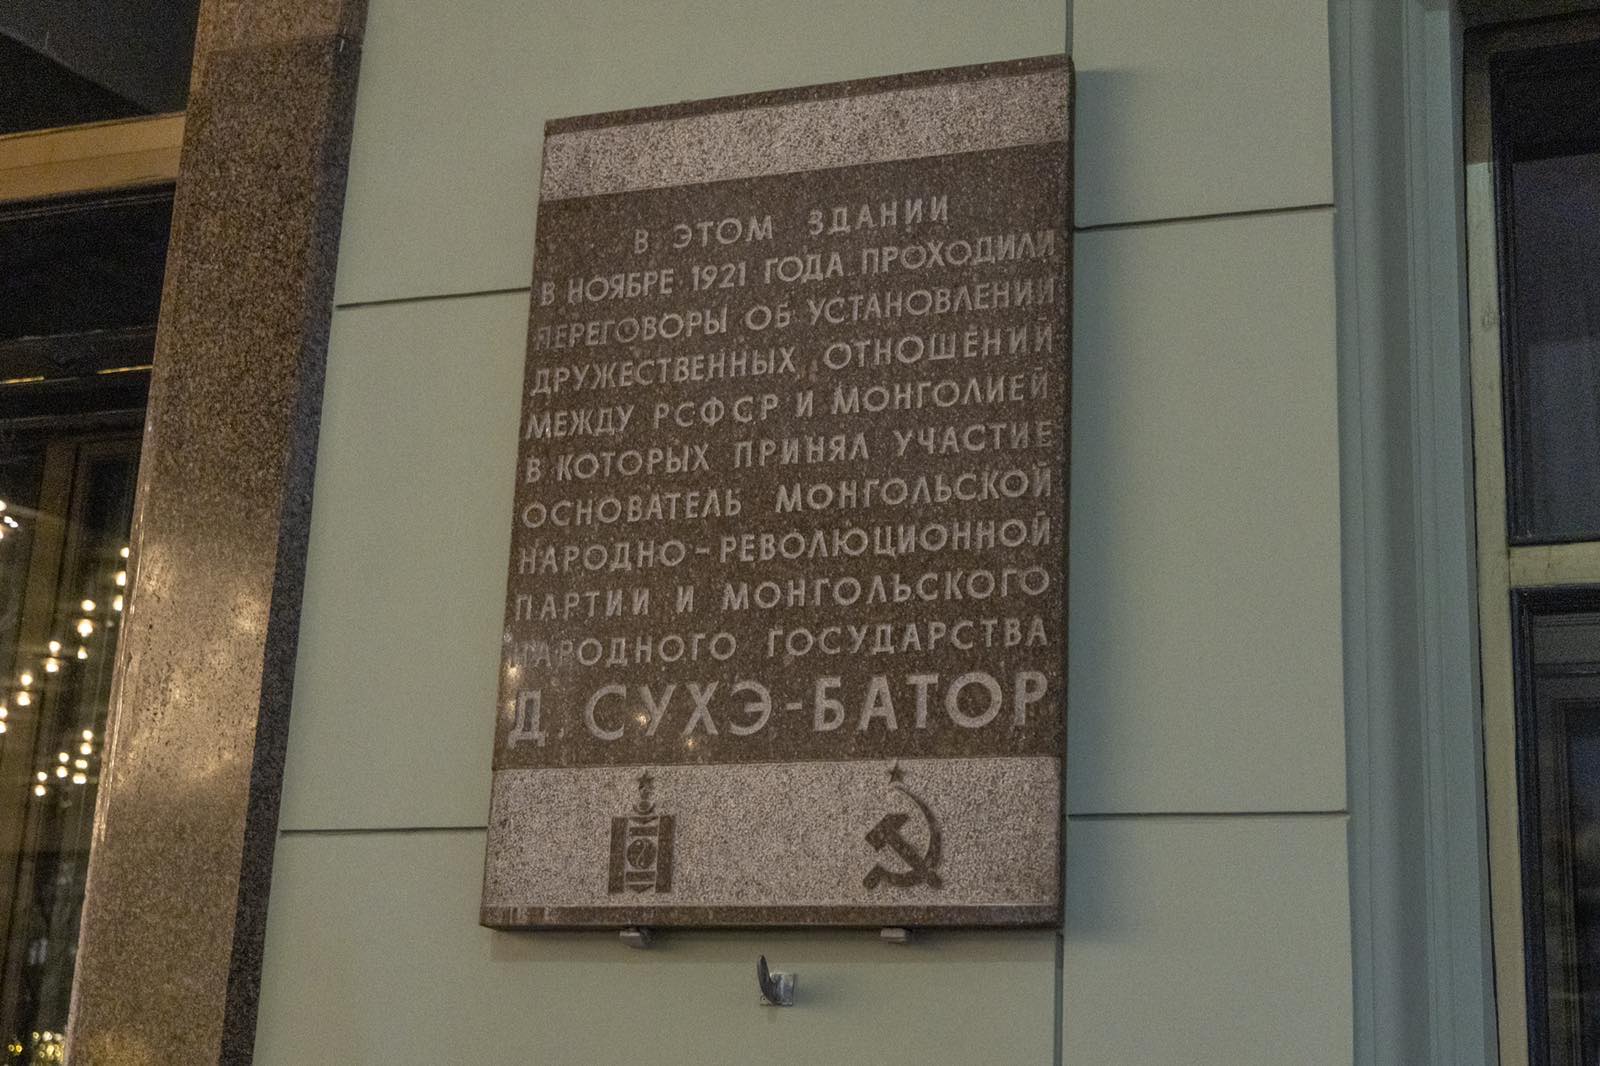 В ЭТОМ ЗДАНИИ
В НОЯБРЕ 1921 ГОДА ПРОХОДИЛИ
ПЕРЕГОВОРЫ ОБ УСТАНОВЛЕНИИ
ДРУЖЕСТВЕННЫХ ОТНОШЕНИЙ
МЕЖДУ РСФСР И МОНГОЛИЕЙ
В КОТОРЫХ ПРИНЯЛ УЧАСТИЕ
ОСНОВАТЕЛЬ МОНГОЛЬСКОЙ
НАРОДНО-РЕВОЛЮЦИОННОЙ
ПАРТИИ И МОНГОЛЬСКОГО
НАРОДНОГО ГОСУДАРСТВА
Д. СУХЭ-БАТОР